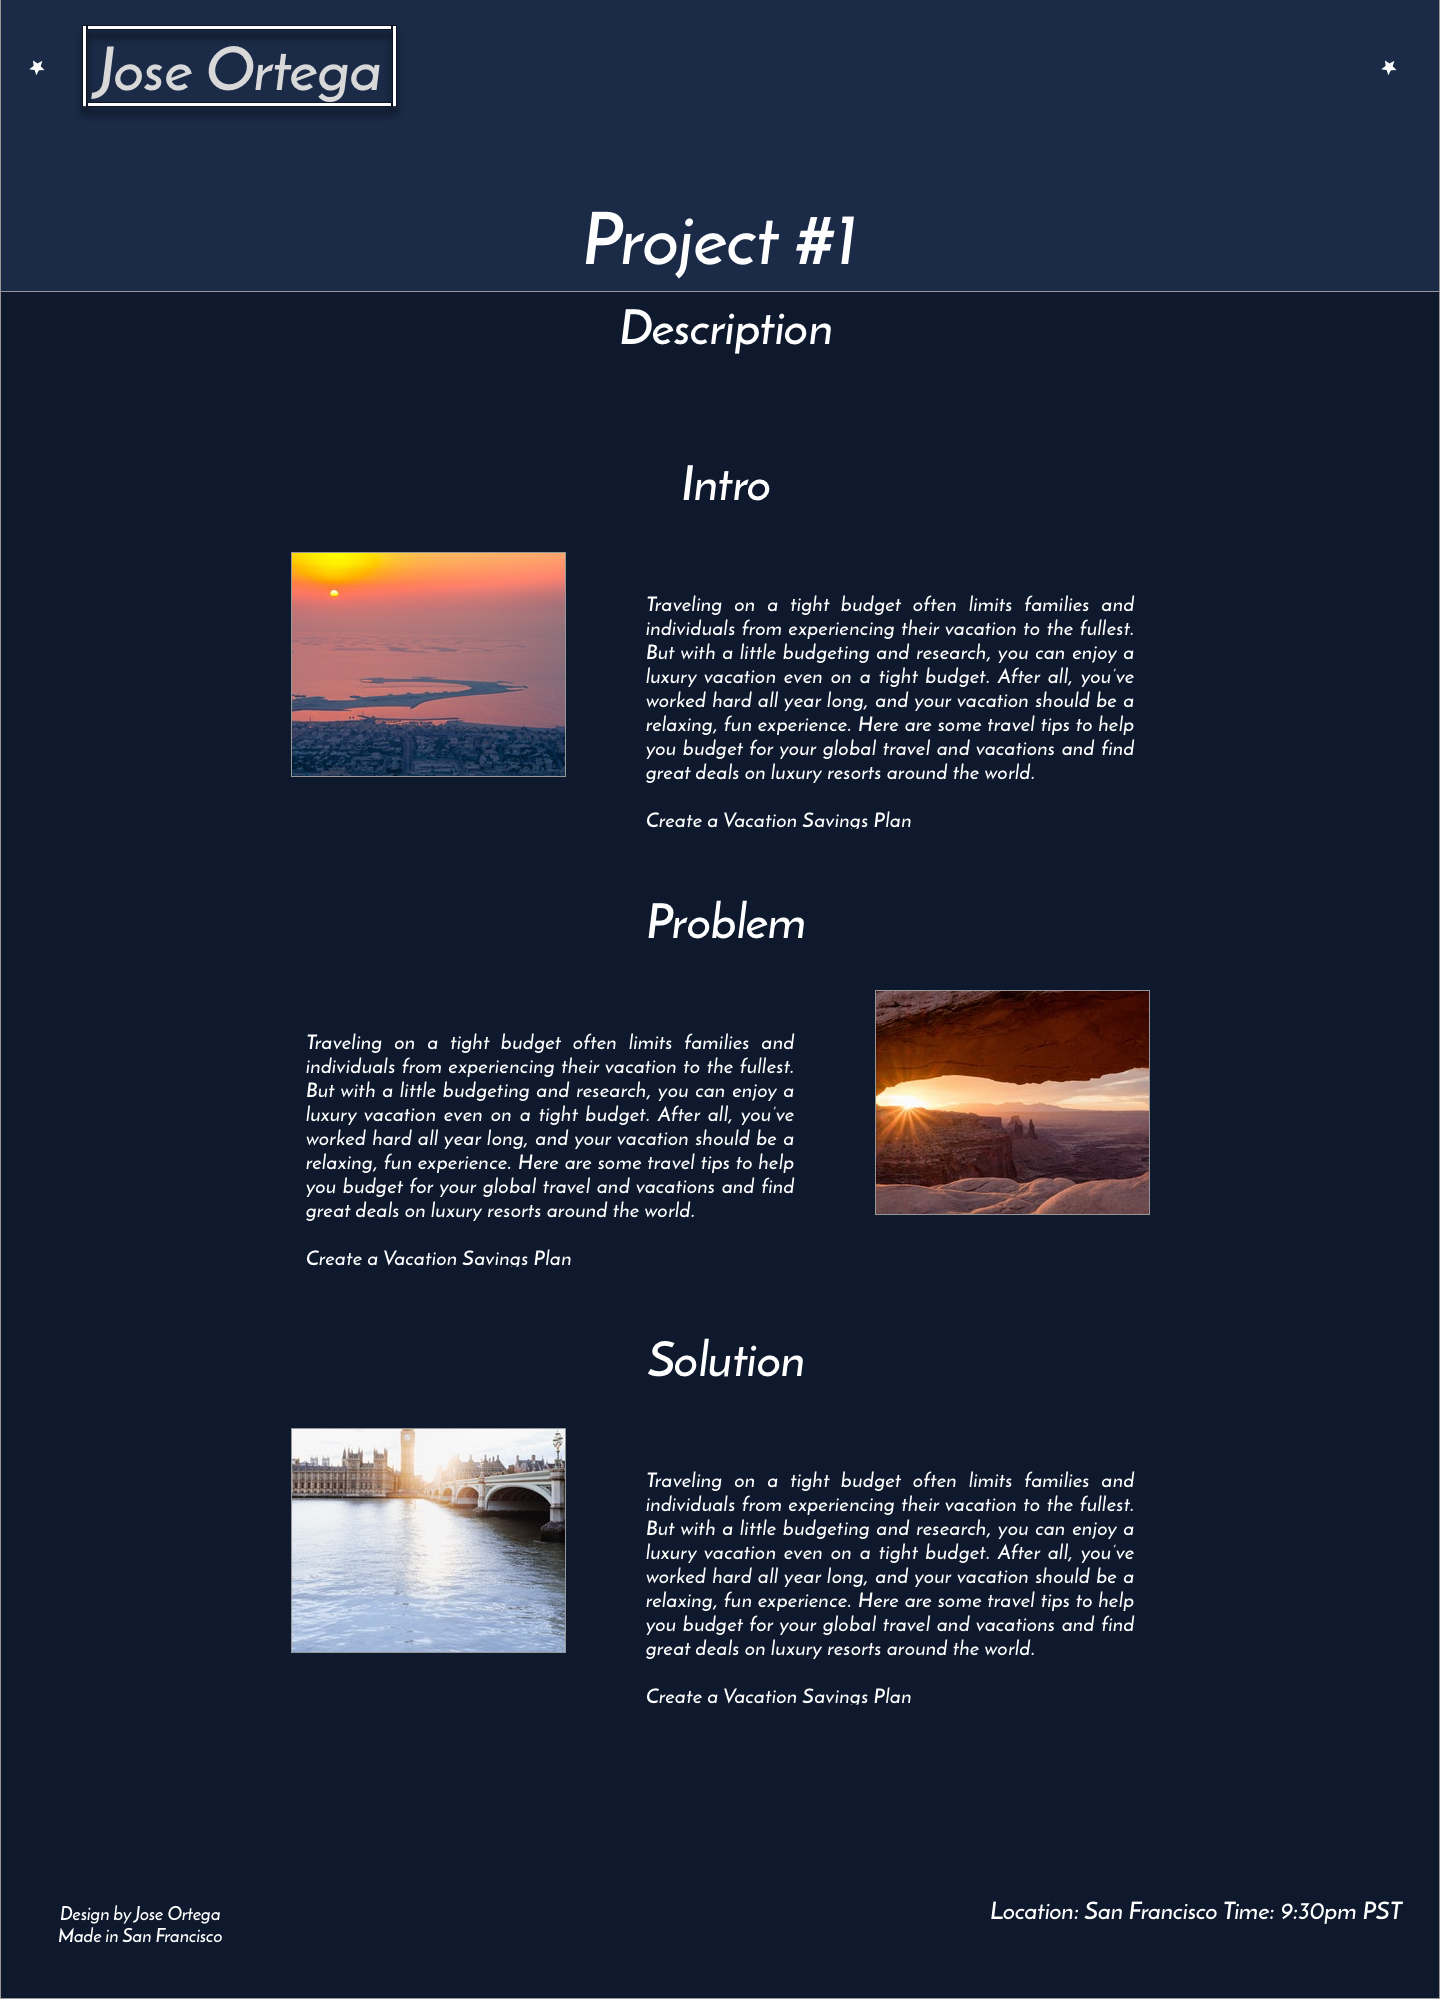 Jose Ortega
Project #1
Description
Intro
Traveling on a tight budget often limits families and
individuals from experiencing their vacation to the fullest.
But with a little budgeting and research, you can enjoy a
luxury vacation even on a tight budget. After all, you've
worked hard all year long, and your vacation should be a
relaxing, fun experience. Here are some travel tips to help
you budget for your global travel and vacations and find
great deals on luxury resorts around the world.
Create a Vacation Savings Plan
Problem
Traveling on a tight budget often limits families and
individuals from experiencing their vacation to the fullest.
But with a little budgeting and research, you can enjoy a
luxury vacation even on a tight budget. After all, you've
worked hard all year long, and your vacation should be a
relaxing, fun experience. Here are some travel tips to help
you budget for your global travel and vacations and find
great deals on luxury resorts around the world.
Create a Vacation Savings Plan
Solution
Traveling on a tight budget often limits families and
individuals from experiencing their vacation to the fullest.
But with a little budgeting and research, you can enjoy a
luxury vacation even on a tight budget. After all, you've
worked hard all year long, and your vacation should be a
relaxing, fun experience. Here are some travel tips to help
you budget for your global travel and vacations and find
great deals on luxury resorts around the world.
Create a Vacation Savings Plan
Design by Jose Ortega
Made in San Francisco
Location: San Francisco Time: 9:30pm PST